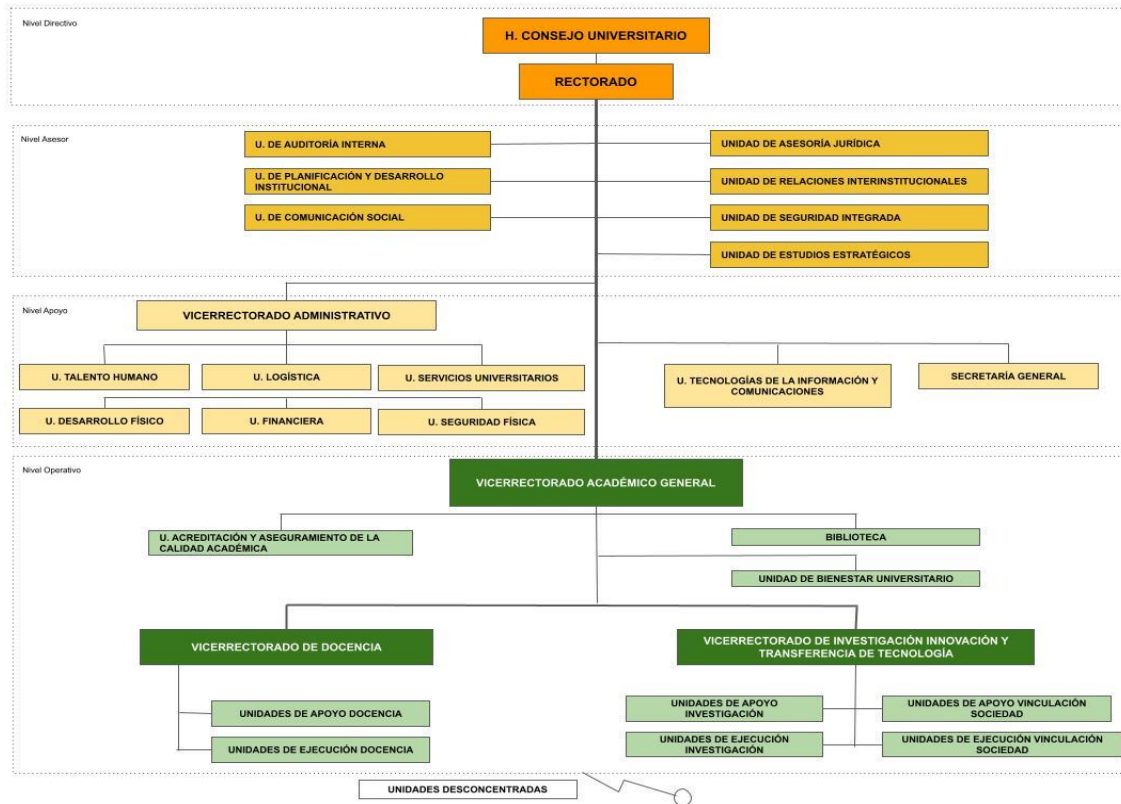 Nivel Directivo
H. CONSEJO UNIVERSITARIO
RECTORADO
Nivel Asesor
U. DE AUDITORÍA INTERNA
UNIDAD DE ASESORÍA JURÍDICA
U. DE PLANIFICACIÓN Y DESARROLLO
INSTITUCIONAL
UNIDAD DE RELACIONES INTERINSTITUCIONALES
U. DE COMUNICACIÓN SOCIAL
UNIDAD DE SEGURIDAD INTEGRADA
UNIDAD DE ESTUDIOS ESTRATÉGICOS
Nivel Apoyo
VICERRECTORADO ADMINISTRATIVO
U. TALENTO HUMANO
U. LOGÍSTICA
U. SERVICIOS UNIVERSITARIOS
U. TECNOLOGÍAS DE LA INFORMACIÓN Y
COMUNICACIONES
SECRETARÍA GENERAL
U. DESARROLLO FÍSICO
U. FINANCIERA
U. SEGURIDAD FÍSICA
Nivel Operativo
VICERRECTORADO ACADÉMICO GENERAL
U. ACREDITACIÓN Y ASEGURAMIENTO DE LA
CALIDAD ACADÉMICA
BIBLIOTECA
UNIDAD DE BIENESTAR UNIVERSITARIO
VICERRECTORADO DE DOCENCIA
VICERRECTORADO DE INVESTIGACIÓN INNOVACIÓN Y
TRANSFERENCIA DE TECNOLOGÍA
UNIDADES DE APOYO DOCENCIA
UNIDADES DE EJECUCIÓN DOCENCIA
UNIDADES DE APOYO
INVESTIGACIÓN
UNIDADES DE APOYO VINCULACIÓN
SOCIEDAD
UNIDADES DE EJECUCIÓN
INVESTIGACIÓN
UNIDADES DE EJECUCIÓN VINCULACIÓN
SOCIEDAD
UNIDADES DESCONCENTRADAS